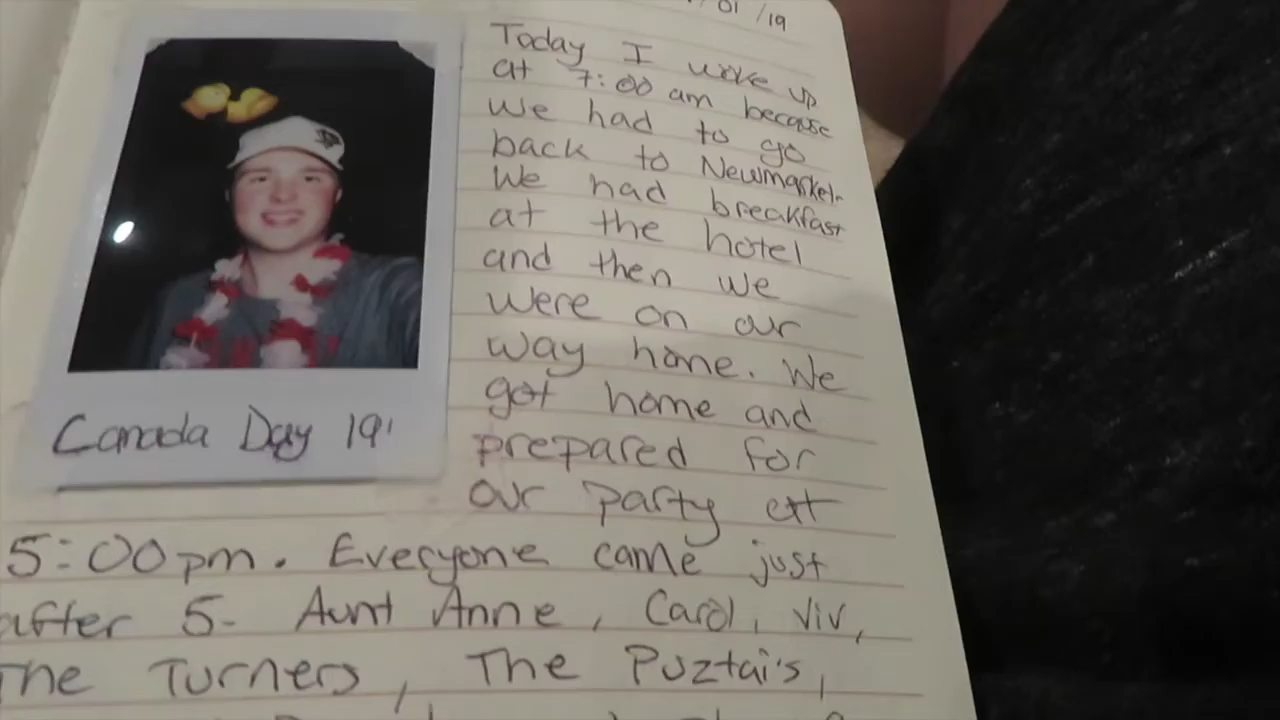 /01/19
Today I woke up
at 7:00 am because
we had to go
back to Newmarket.
We had breakfast
at the hotel
and then we
were on our
way home. We
got home and
prepared for
our party at
5:00pm. Everyone came just
after 5. Aunt Anne, Carol, Viv,
The Turners, The Puztai's,
Canada Day 19'